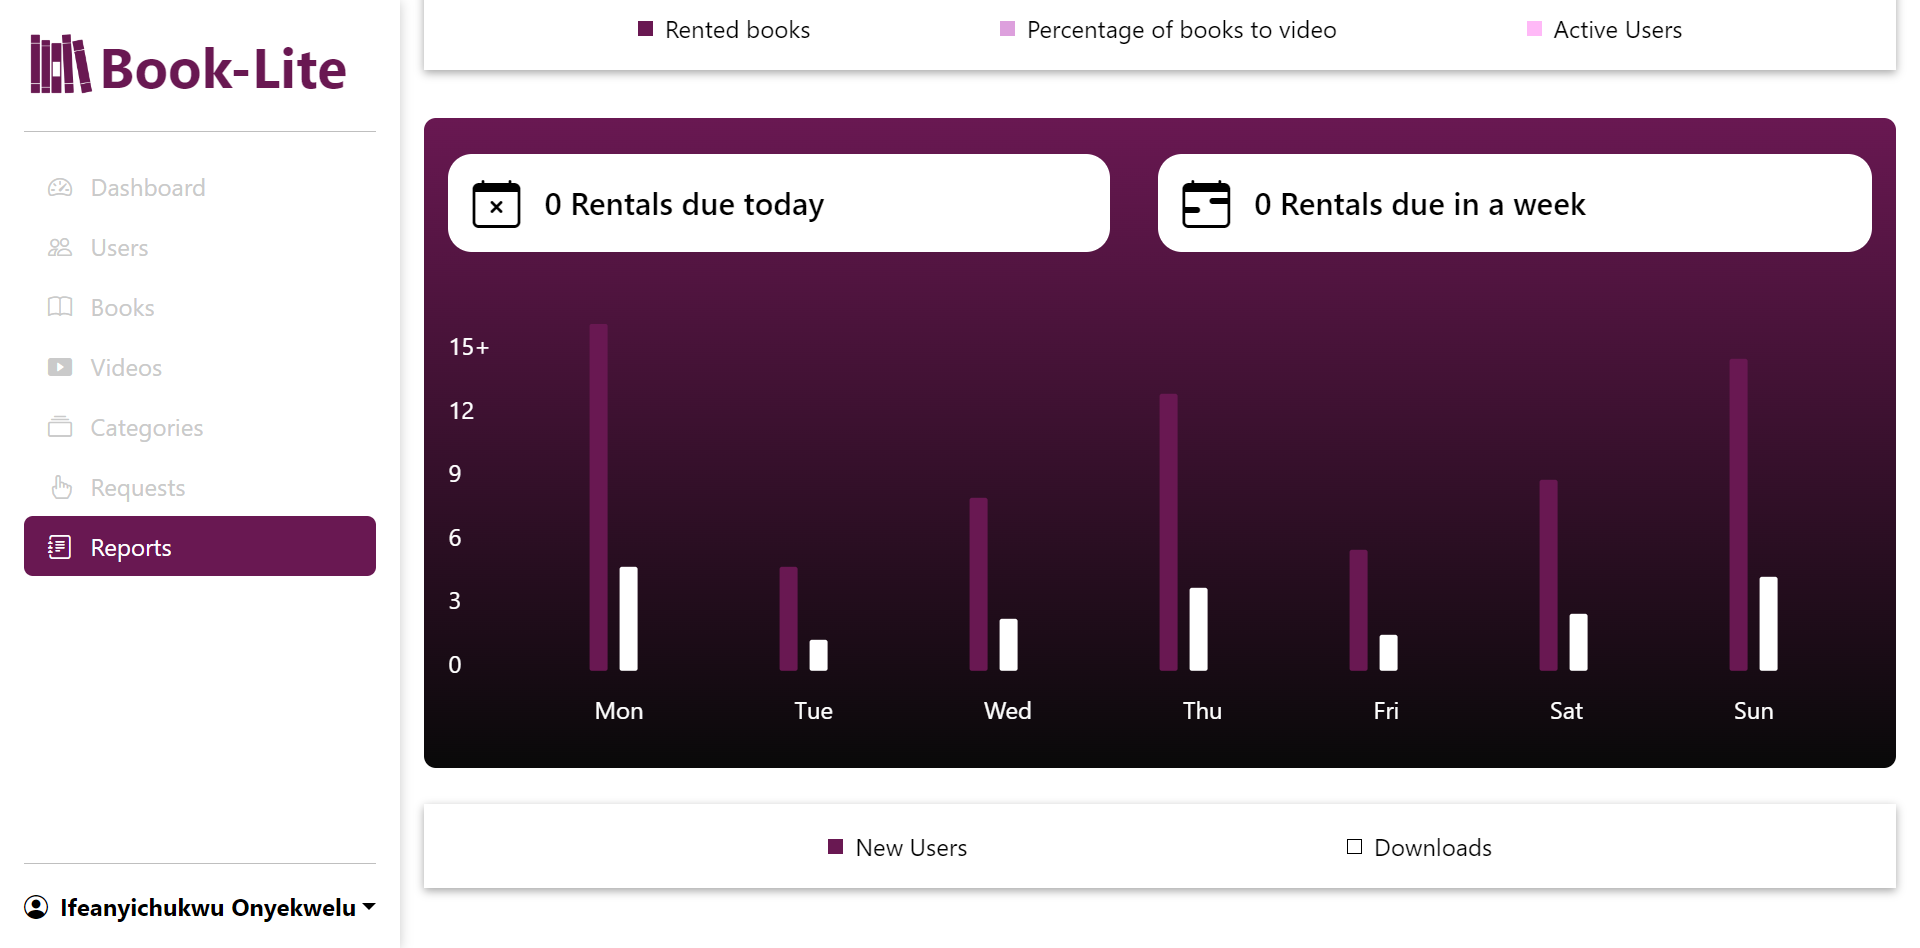 Book-Lite
Dashboard
Users
Books
Videos
Categories
Requests
Reports
Ifeanyichukwu Onyekwelu
Rented books
Percentage of books to video
Active Users
0 Rentals due today
0 Rentals due in a week
15+
12
9
6
3
0
Mon Tue Wed Thu Fri Sat Sun
New Users
Downloads